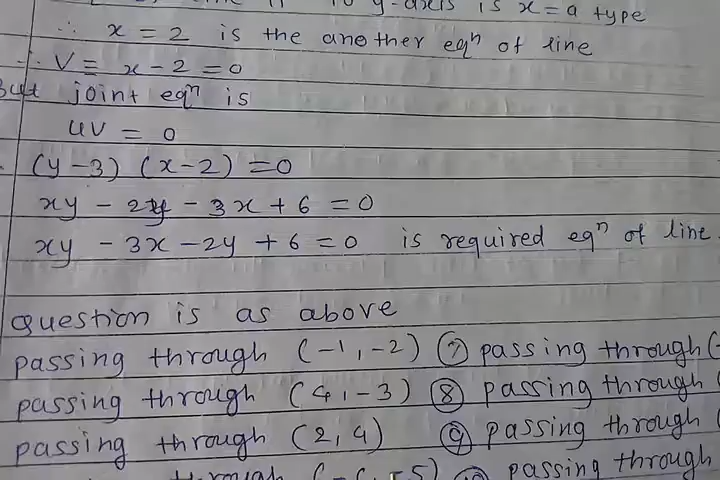 to y-axis is x = a type
∴ x = 2 is the another eqⁿ of line
∴ V ≡ x - 2 = 0
But joint eqⁿ is
uv = 0
(y - 3) (x - 2) = 0
xy - 2y - 3x + 6 = 0
xy - 3x - 2y + 6 = 0 is required eqⁿ of line.
question is as above
passing through (-1, -2) ⑦ passing through (-
passing through (4, -3) ⑧ passing through (
passing through (2, 4) ⑨ passing through (
through -5) ⑩ passing through